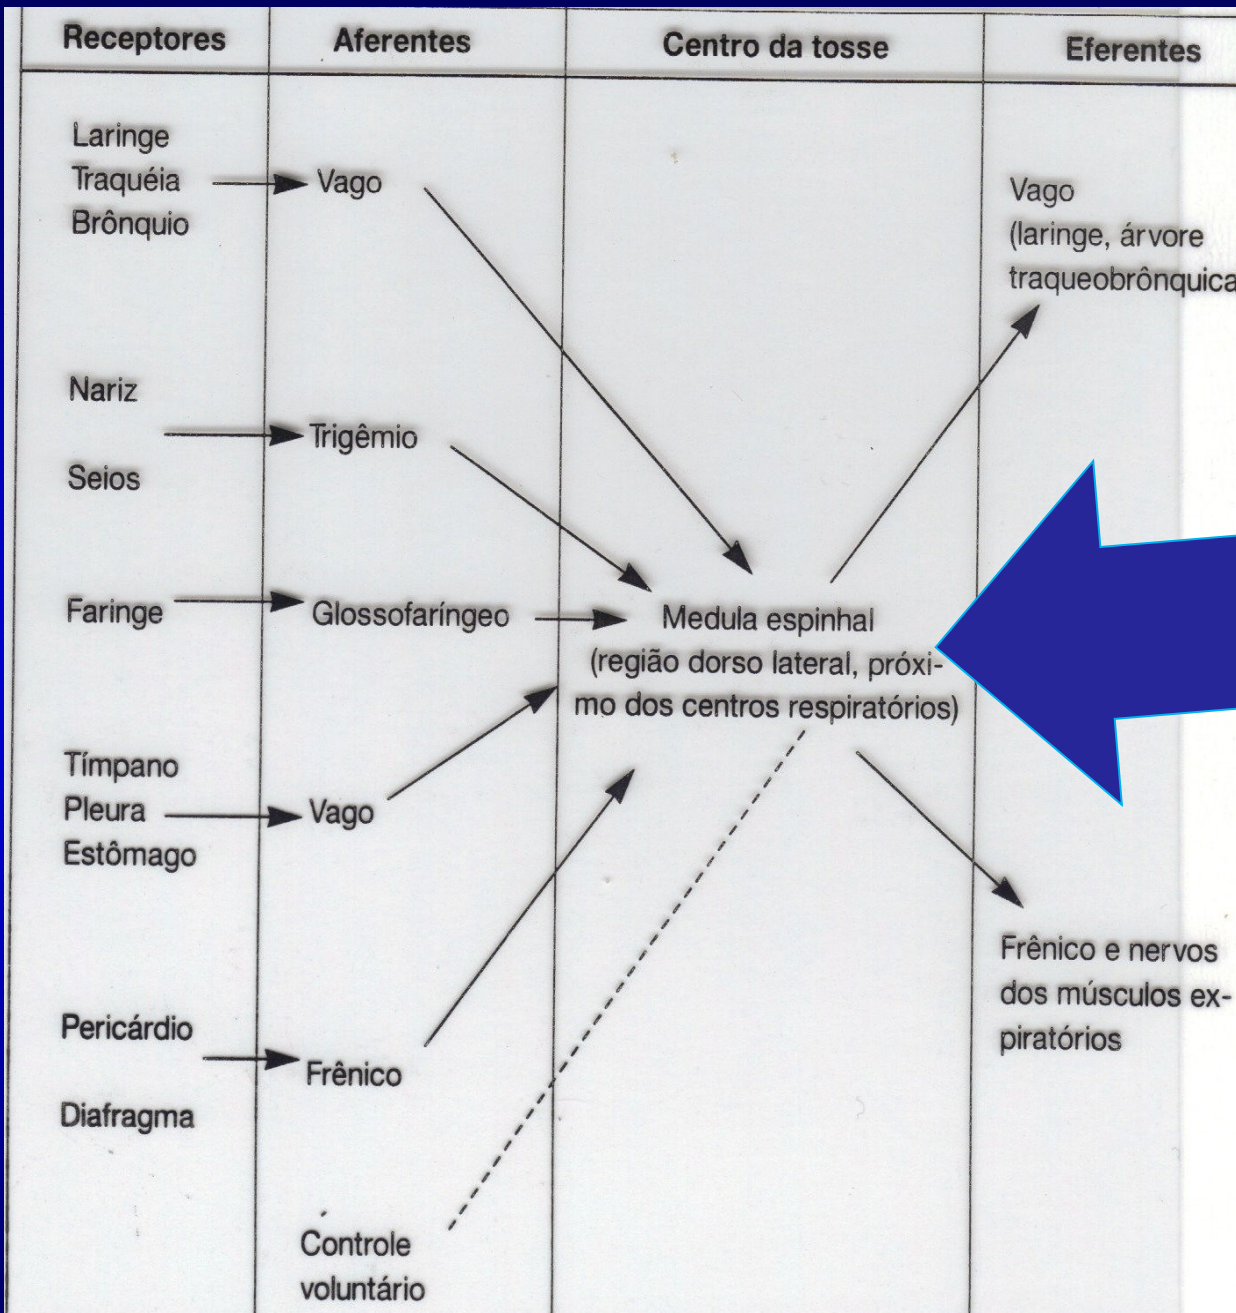 Receptores
Aferentes
Centro da tosse
Eferentes
Laringe
Traquéia
Brônquio
Vago
Vago
(laringe, árvore
traqueobrônquica
Nariz
Seios
Trigêmio
Faringe
Glossofaríngeo
Medula espinhal
(região dorso lateral, próxi-
mo dos centros respiratórios)
Tímpano
Pleura
Estômago
Vago
Pericárdio
Diafragma
Frênico
Frênico e nervos
dos músculos ex-
piratórios
Controle
voluntário